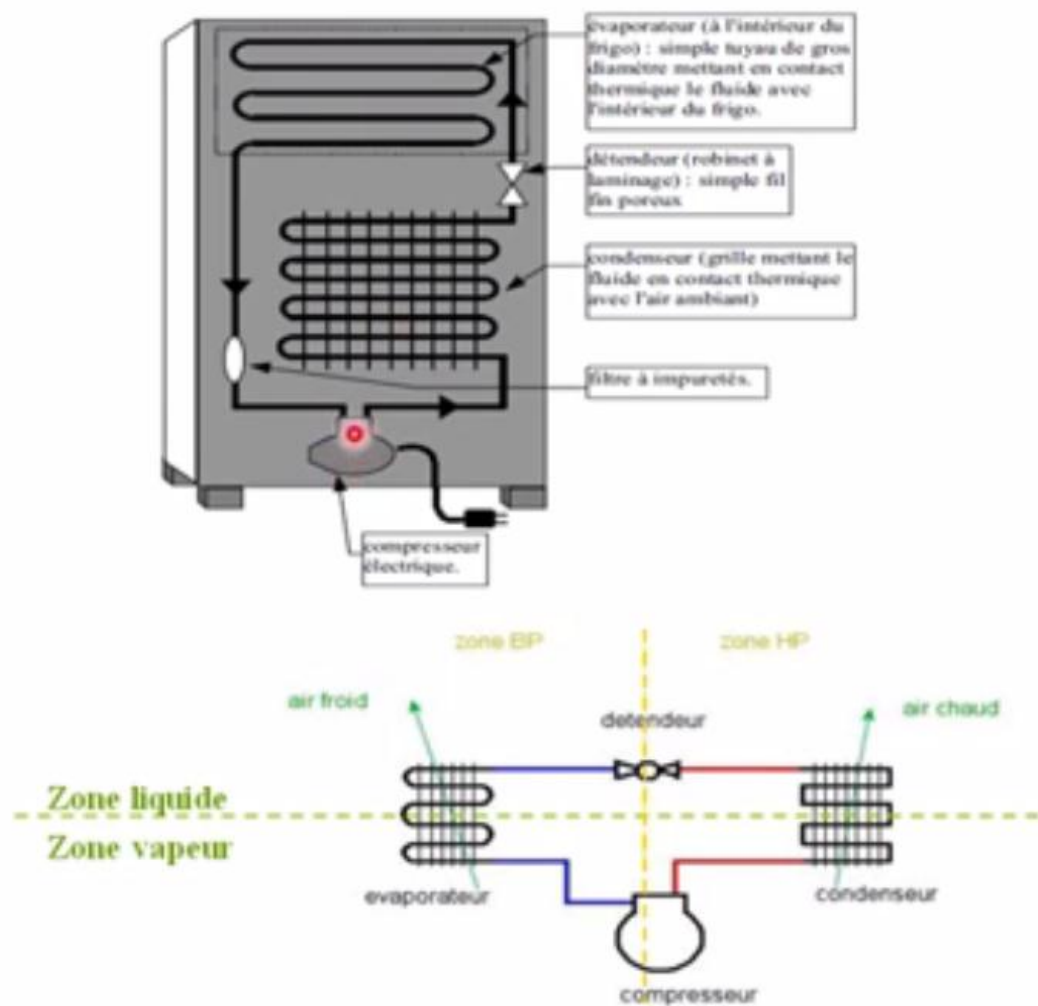 évaporateur (à l'intérieur du
frigo) : simple tuyau de gros
diamètre mettant en contact
thermique le fluide avec
l'intérieur du frigo.
détendeur (robinet à
laminage) : simple fil
fin poreux
condenseur (grille mettant le
fluide en contact thermique
avec l'air ambiant)
filtre à impuretés.
compresseur
électrique.
zone BP
zone HP
air froid
detendeur
air chaud
Zone liquide
Zone vapeur
evaporateur
condenseur
compresseur